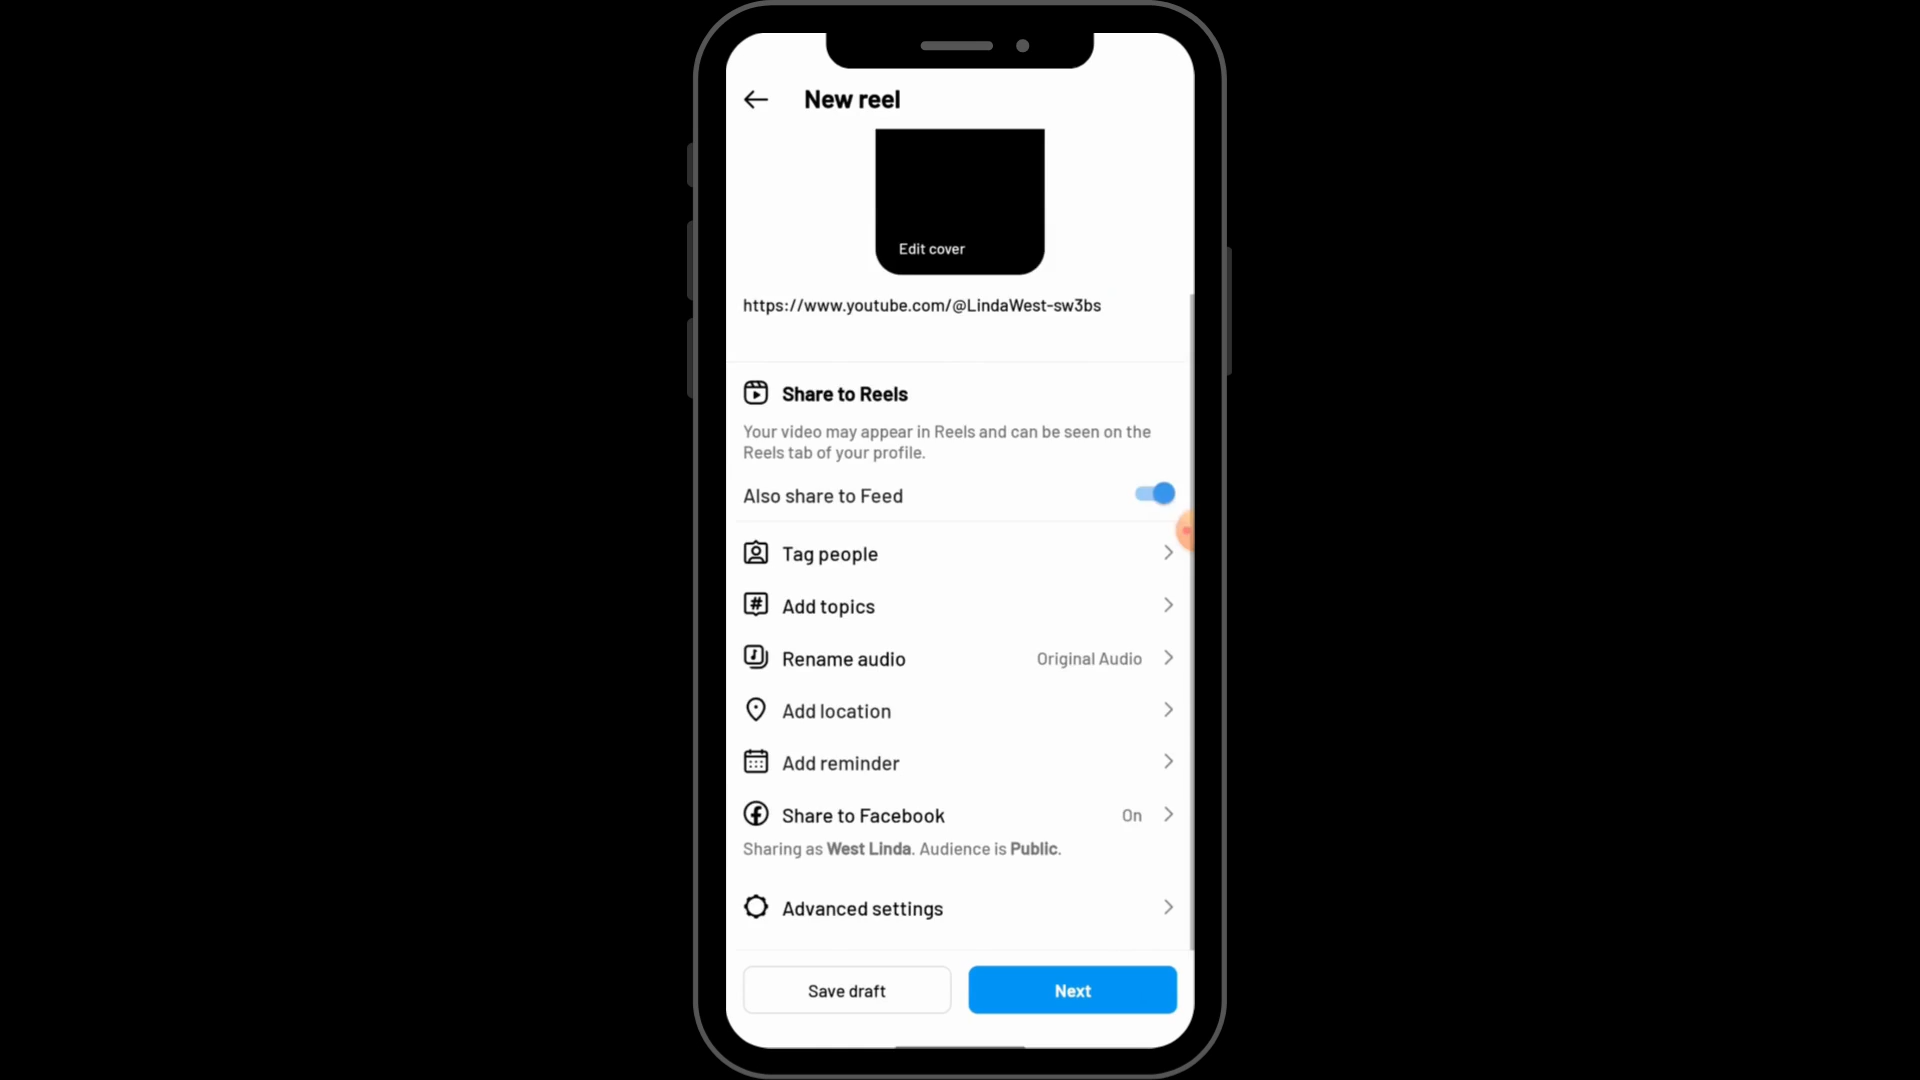 New reel
Edit cover
https://www.youtube.com/@LindaWest-sw3bs
Share to Reels
Your video may appear in Reels and can be seen on the
Reels tab of your profile.
Also share to Feed
Tag people
Add topics
Rename audio Original Audio
Add location
Add reminder
Share to Facebook On
Sharing as West Linda. Audience is Public.
Advanced settings
Save draft Next